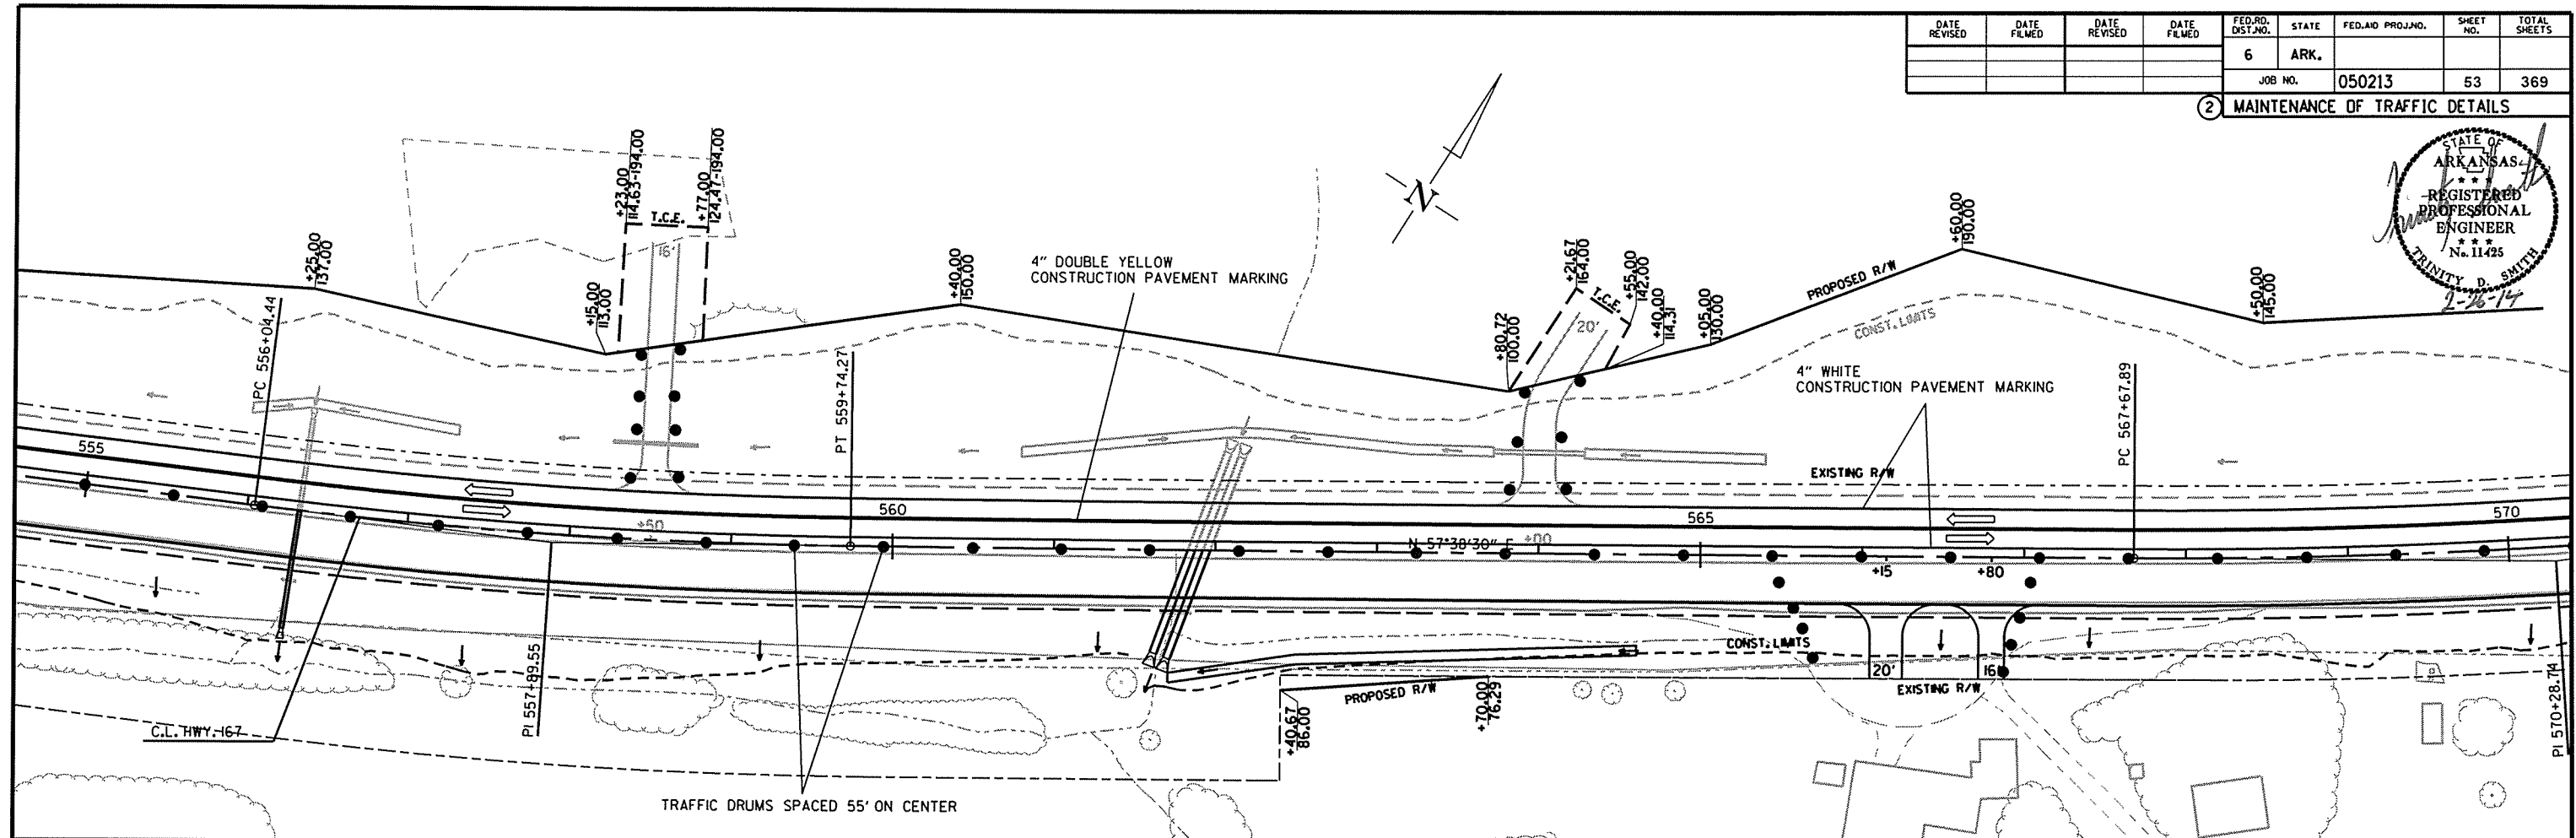 DATE REVISED
DATE FILMED
DATE REVISED
DATE FILMED
FED.RD. DIST.NO.
STATE
FED.AID PROJ.NO.
SHEET NO.
TOTAL SHEETS
6
ARK.
JOB NO.
050213
53
369
2
MAINTENANCE OF TRAFFIC DETAILS
STATE OF
ARKANSAS
REGISTERED
PROFESSIONAL
ENGINEER
No. 11425
TRINITY D. SMITH
2-26-14
N
+25.00
137.00
PC 556+04.44
+15.00
113.00
+23.00
114.63-194.00
T.C.E.
+77.00
124.47-194.00
16'
PT 559+74.27
+40.00
150.00
4" DOUBLE YELLOW
CONSTRUCTION PAVEMENT MARKING
+80.72
100.00
+21.67
164.00
T.C.E.
20'
+55.00
142.00
+40.00
114.31
+05.00
130.00
PROPOSED R/W
+60.00
190.00
CONST. LIMITS
4" WHITE
CONSTRUCTION PAVEMENT MARKING
PC 567+67.89
+50.00
145.00
EXISTING R/W
555
560
565
570
+50
N 57°38'30" E
+00
+15
+80
CONST. LIMITS
20'
16'
EXISTING R/W
PROPOSED R/W
+40.67
86.00
+70.00
76.29
PI 557+89.55
C.L. HWY. 167
PI 570+28.74
TRAFFIC DRUMS SPACED 55' ON CENTER